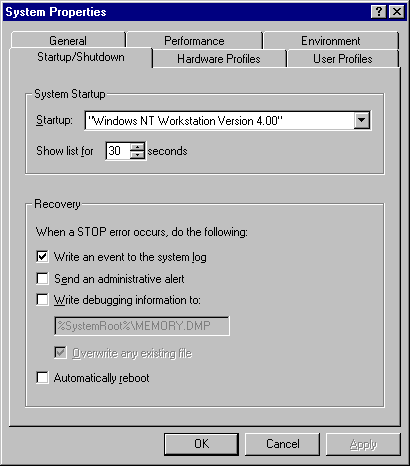 System Properties
General Performance Environment
Startup/Shutdown Hardware Profiles User Profiles
System Startup
Startup: "Windows NT Workstation Version 4.00"
Show list for 30 seconds
Recovery
When a STOP error occurs, do the following:
Write an event to the system log
Send an administrative alert
Write debugging information to:
%SystemRoot%\MEMORY.DMP
Overwrite any existing file
Automatically reboot
OK Cancel Apply